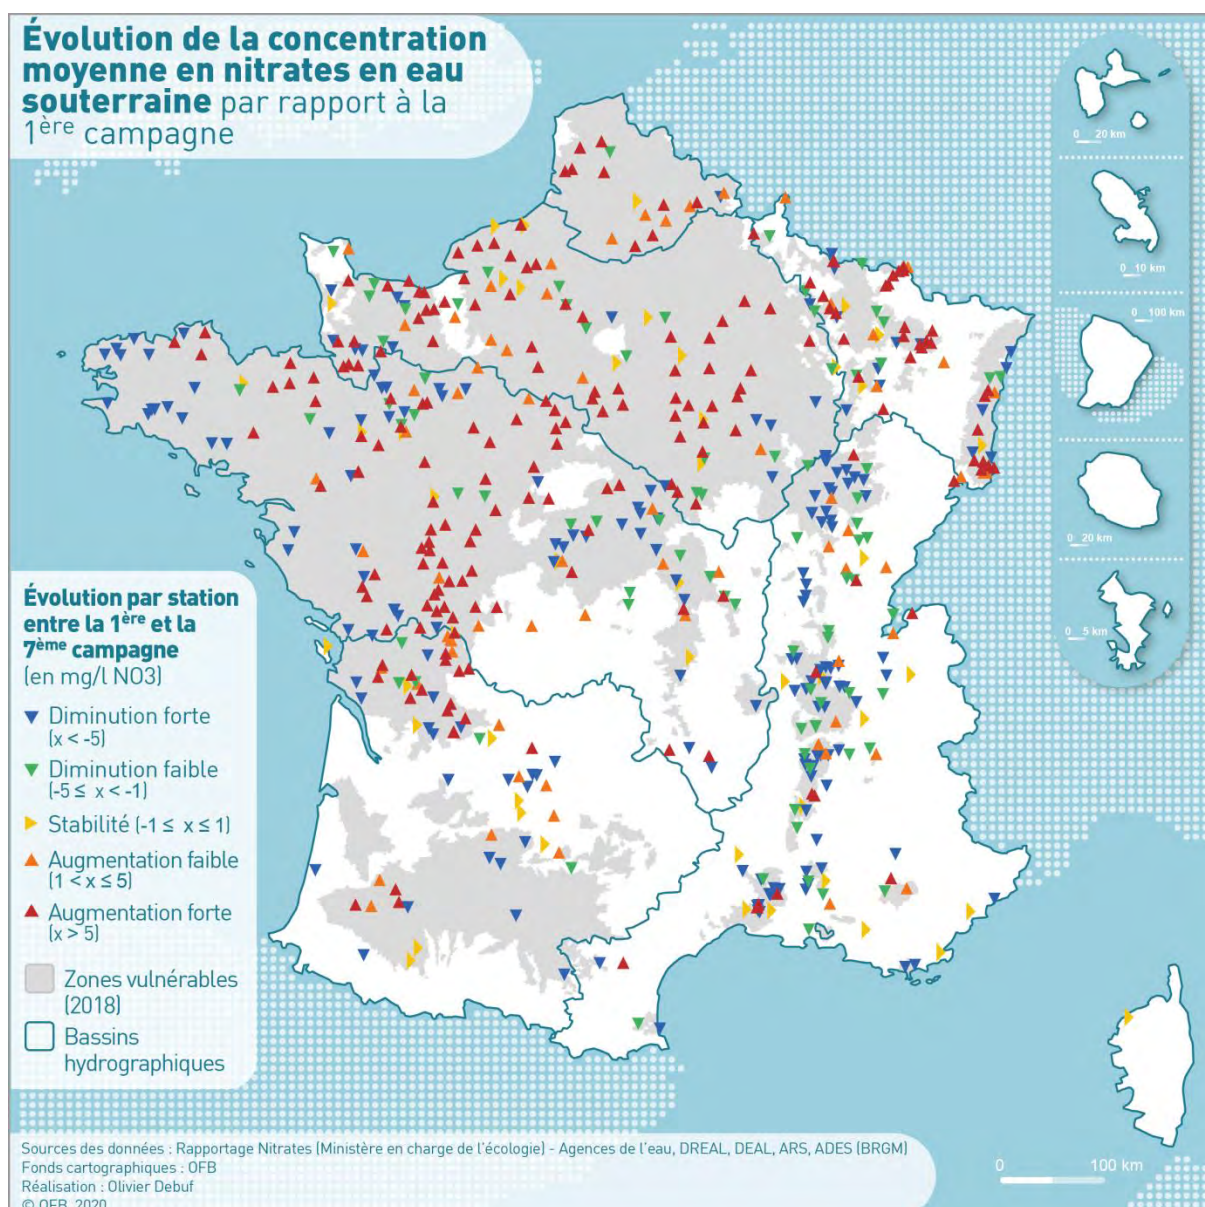 Évolution de la concentration
moyenne en nitrates en eau
souterraine par rapport à la
1ère campagne
0 20 km
0 10 km
0 100 km
0 20 km
0 5 km
Évolution par station
entre la 1ère et la
7ème campagne
(en mg/l NO3)
Diminution forte
(x < -5)
Diminution faible
(-5 ≤ x < -1)
Stabilité (-1 ≤ x ≤ 1)
Augmentation faible
(1 < x ≤ 5)
Augmentation forte
(x > 5)
Zones vulnérables
(2018)
Bassins
hydrographiques
Sources des données : Rapportage Nitrates (Ministère en charge de l'écologie) - Agences de l'eau, DREAL, DEAL, ARS, ADES (BRGM)
Fonds cartographiques : OFB
Réalisation : Olivier Debuf
© OFB, 2020
0 100 km